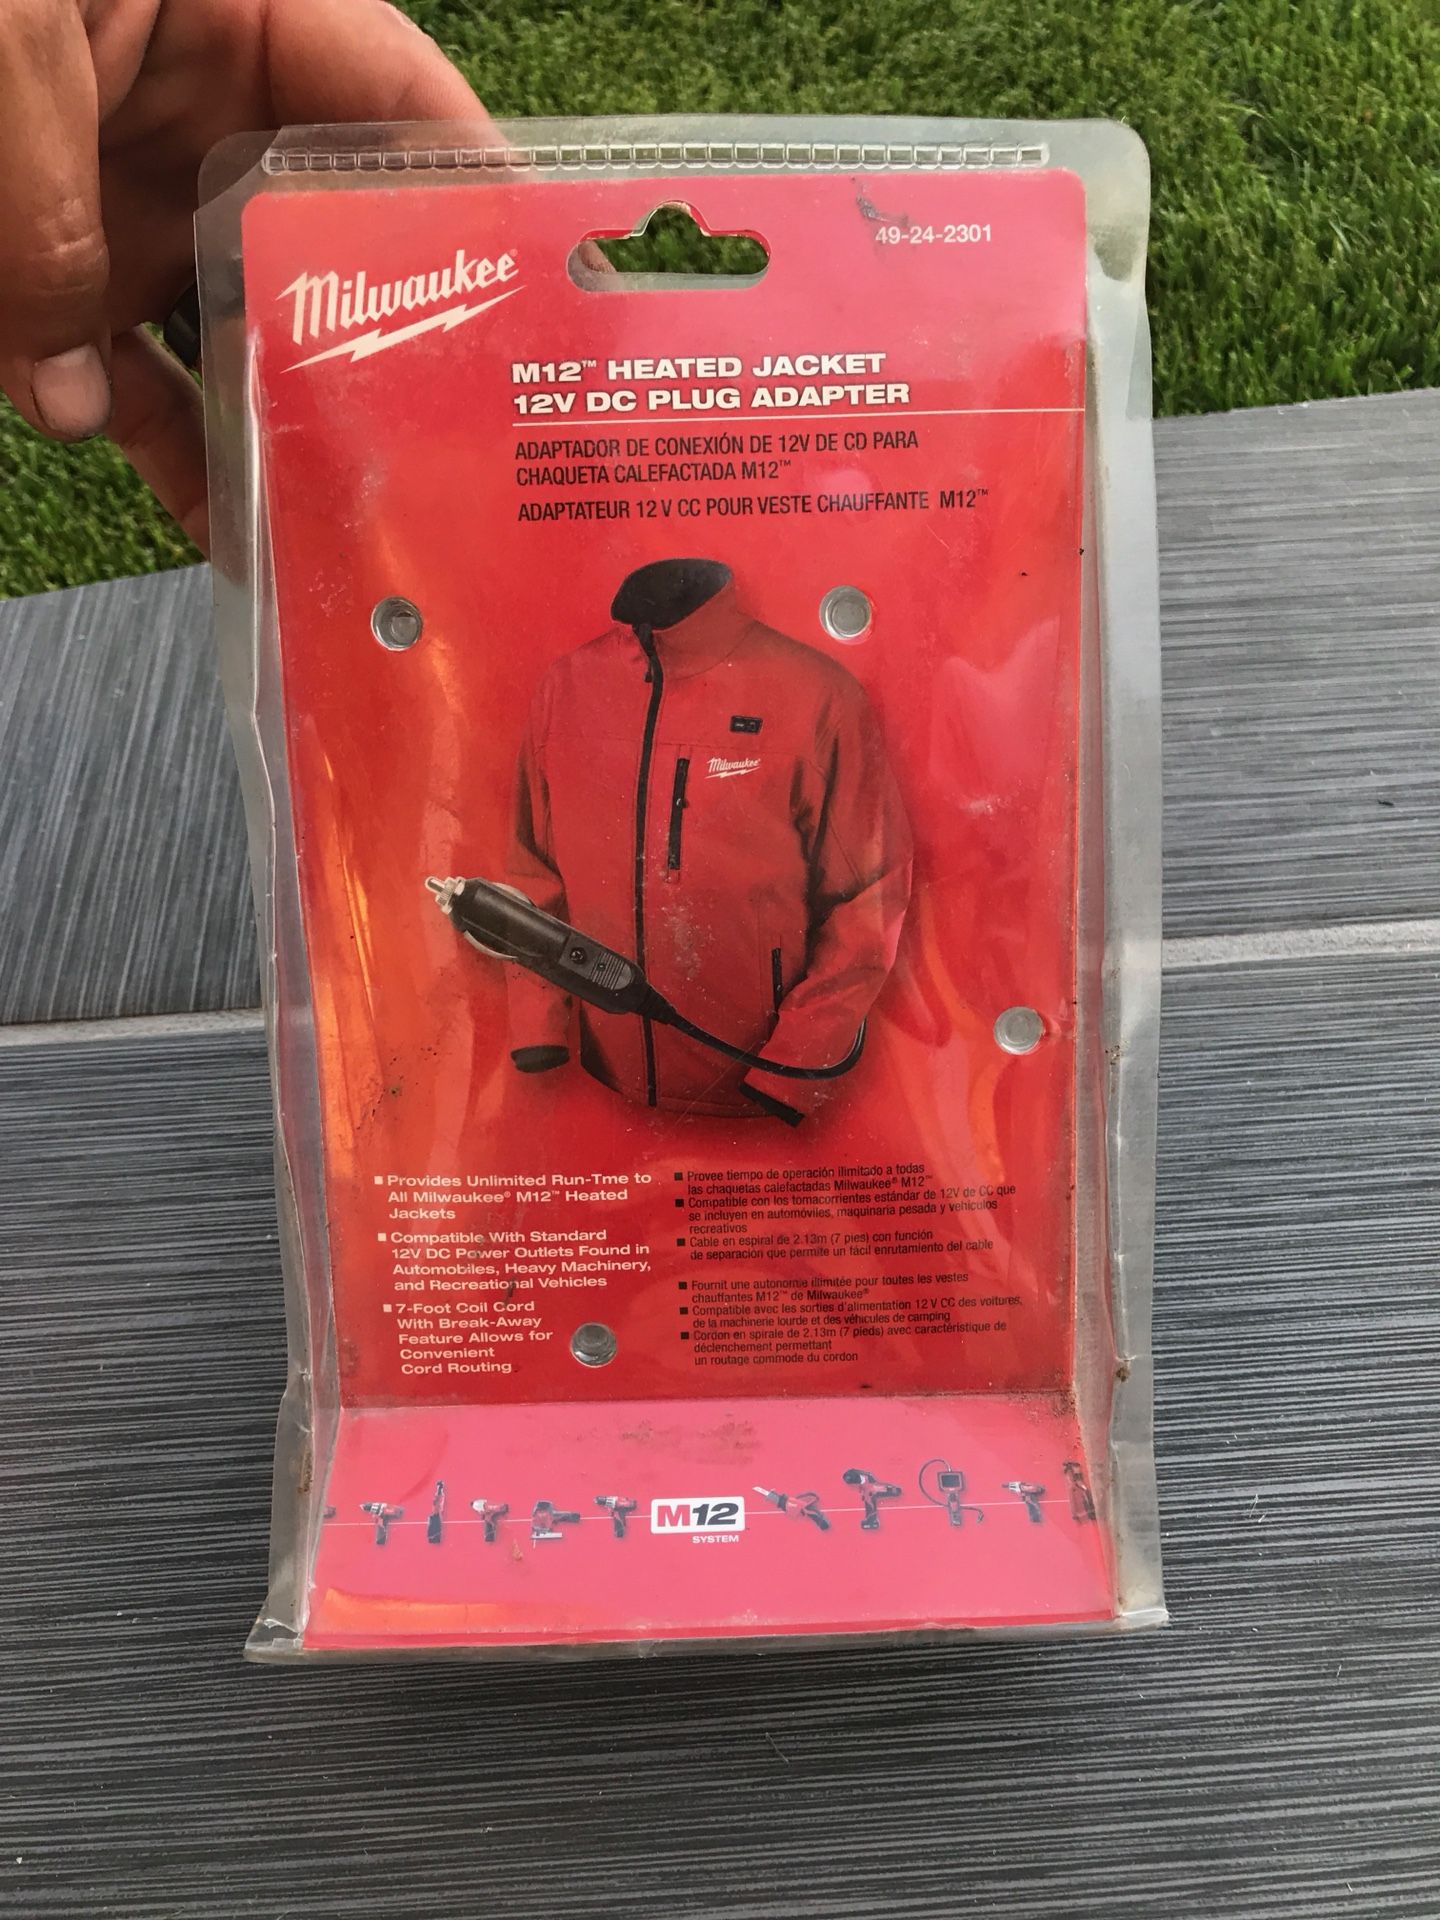 49-24-2301
Milwaukee®
M12™ HEATED JACKET
12V DC PLUG ADAPTER
ADAPTADOR DE CONEXIÓN DE 12V DE CD PARA
CHAQUETA CALEFACTADA M12™
ADAPTATEUR 12 V CC POUR VESTE CHAUFFANTE M12™
Milwaukee
■ Provides Unlimited Run-Tme to
All Milwaukee® M12™ Heated
Jackets
■ Compatible With Standard
12V DC Power Outlets Found in
Automobiles, Heavy Machinery,
and Recreational Vehicles
■ 7-Foot Coil Cord
With Break-Away
Feature Allows for
Convenient
Cord Routing
■ Provee tiempo de operación ilimitado a todas
las chaquetas calefactadas Milwaukee® M12™
■ Compatible con los tomacorrientes estándar de 12V de CC que
se incluyen en automóviles, maquinaria pesada y vehículos
recreativos
■ Cable en espiral de 2.13m (7 pies) con función
de separación que permite un fácil enrutamiento del cable
■ Fournit une autonomie illimitée pour toutes les vestes
chauffantes M12™ de Milwaukee®
■ Compatible avec les sorties d'alimentation 12 V CC des voitures,
de la machinerie lourde et des véhicules de camping
■ Cordon en spirale de 2.13m (7 pieds) avec caractéristique de
déclenchement permettant
un routage commode du cordon
M12
SYSTEM